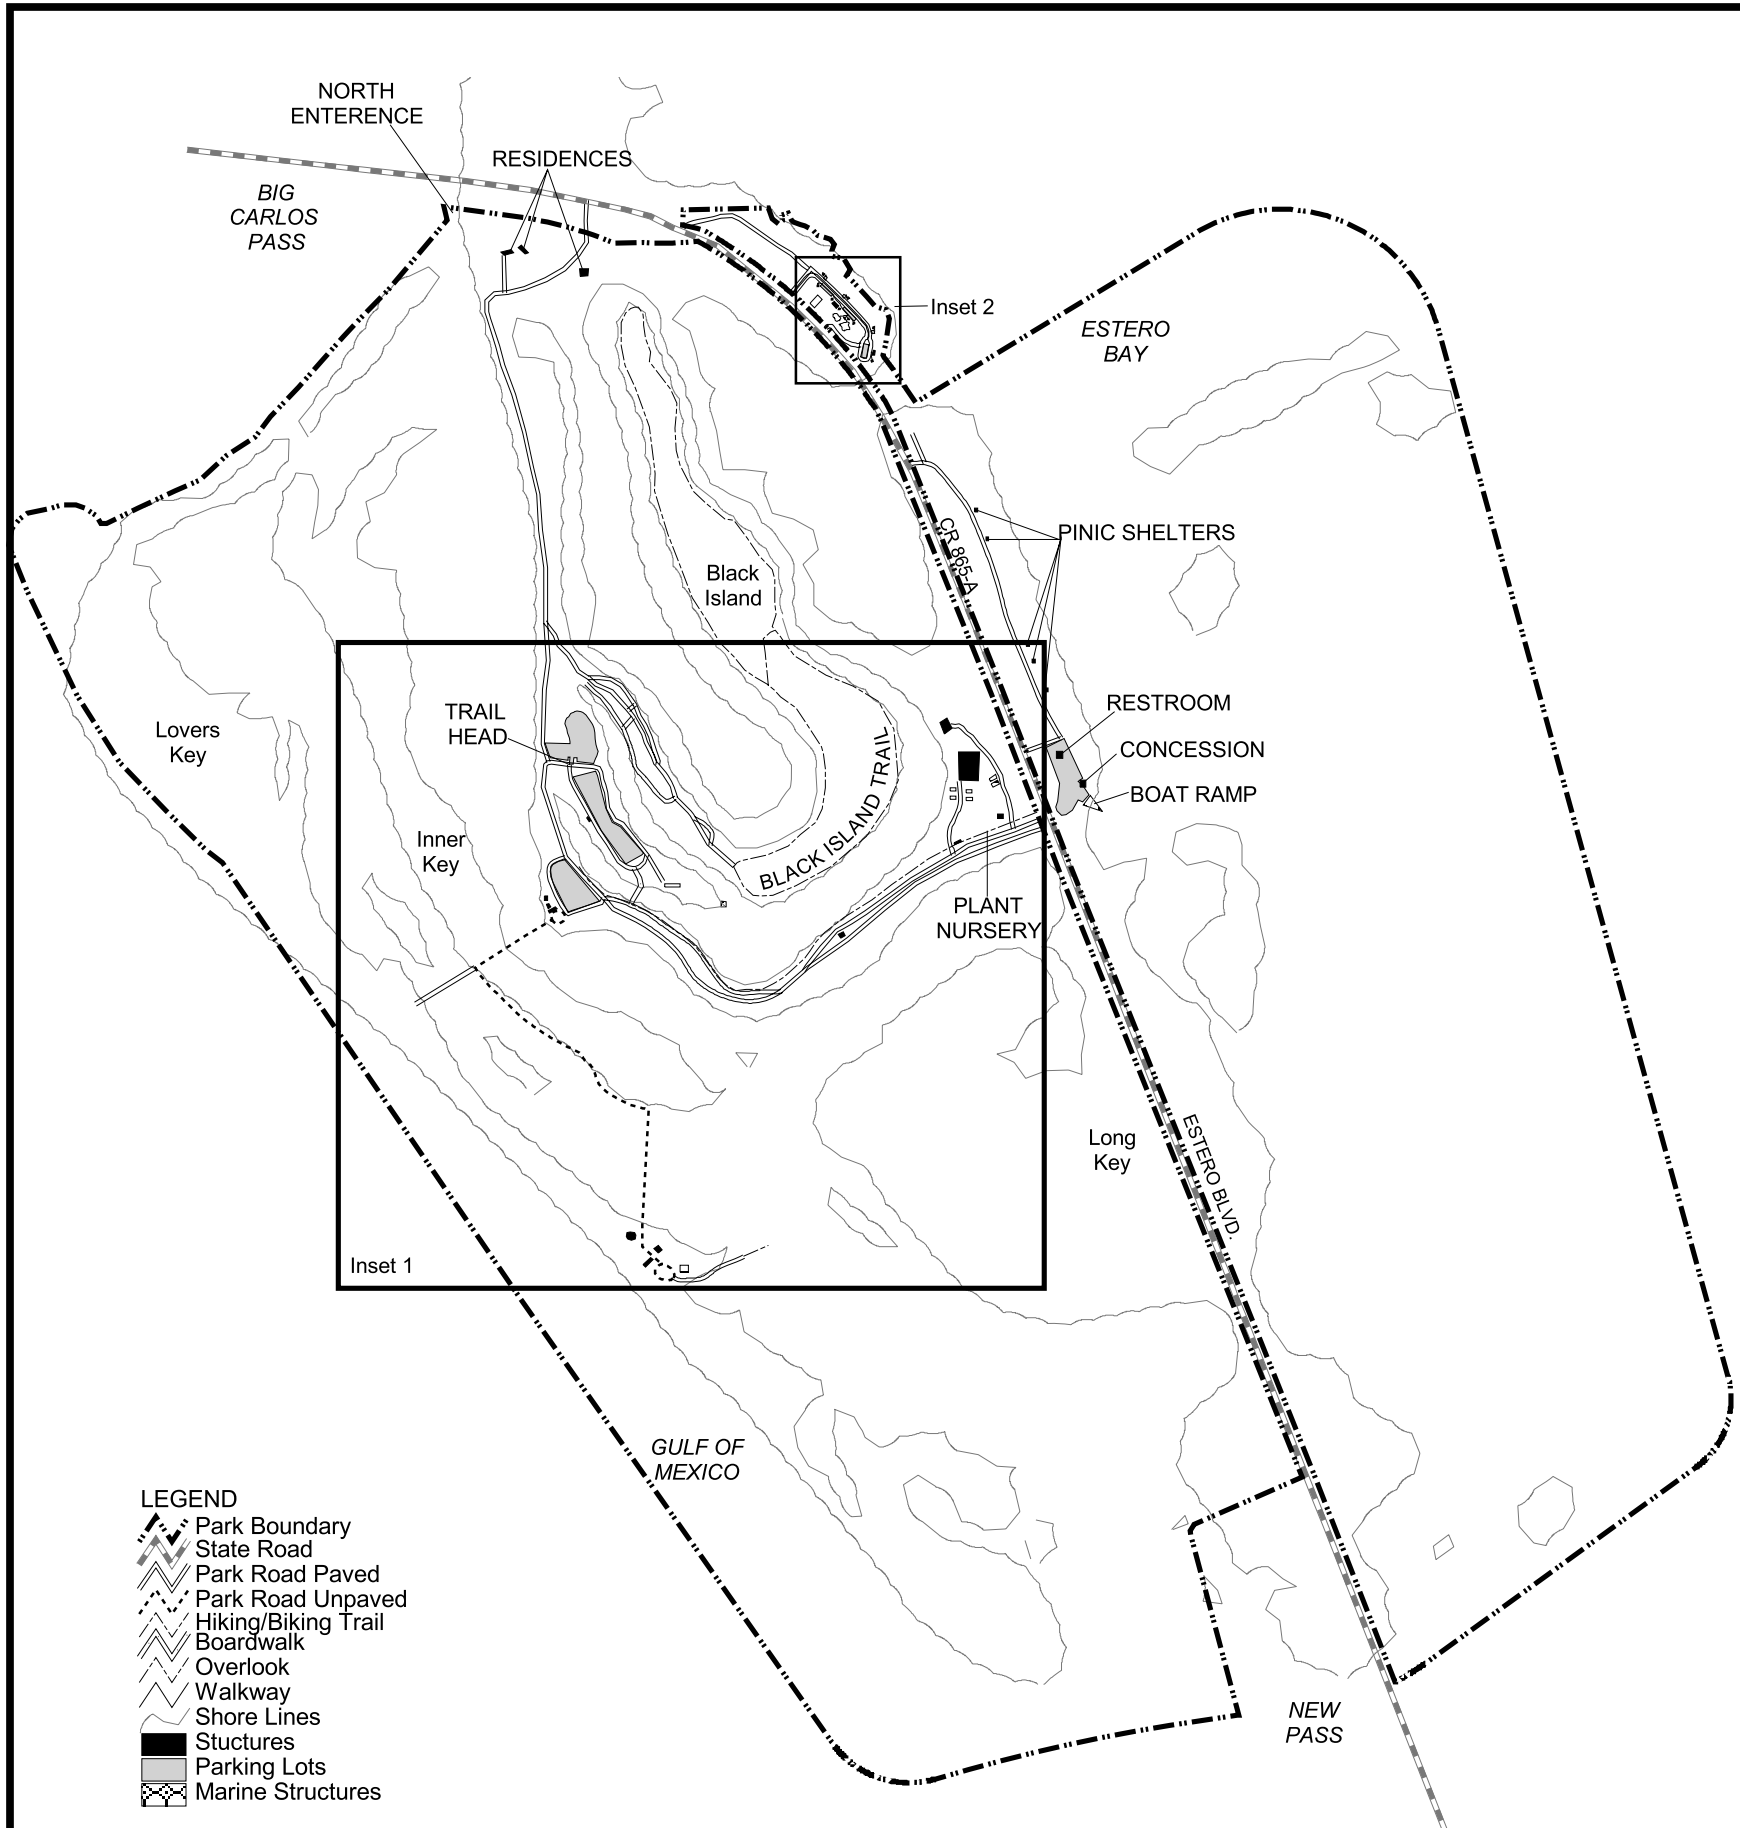 NORTH
ENTERENCE
RESIDENCES
BIG
CARLOS
PASS
Inset 2
ESTERO
BAY
CR 865-A
PINIC SHELTERS
Black
Island
TRAIL
HEAD
RESTROOM
Lovers
Key
CONCESSION
BOAT RAMP
BLACK ISLAND TRAIL
Inner
Key
PLANT
NURSERY
Long
Key
ESTERO BLVD.
Inset 1
GULF OF
MEXICO
NEW
PASS
LEGEND
Park Boundary
State Road
Park Road Paved
Park Road Unpaved
Hiking/Biking Trail
Boardwalk
Overlook
Walkway
Shore Lines
Stuctures
Parking Lots
Marine Structures